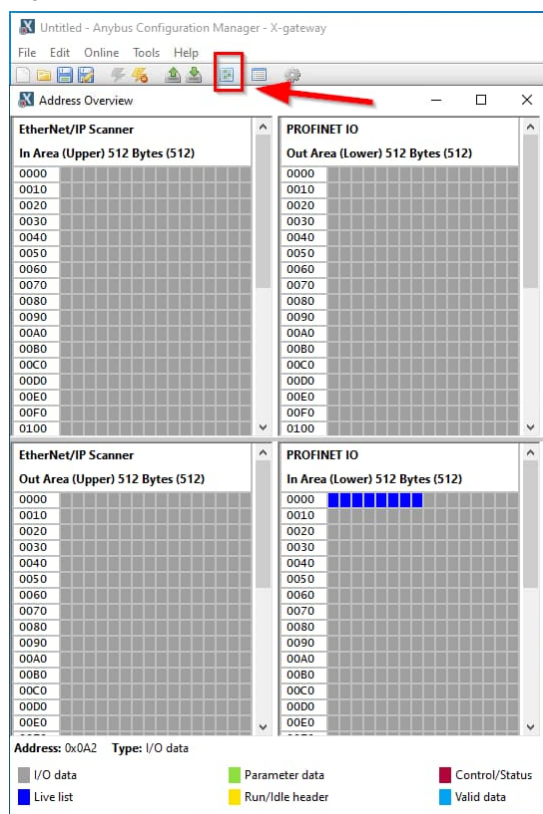 Untitled - Anybus Configuration Manager - X-gateway
File Edit Online Tools Help
Address Overview
EtherNet/IP Scanner
In Area (Upper) 512 Bytes (512)
0000
0010
0020
0030
0040
0050
0060
0070
0080
0090
00A0
00B0
00C0
00D0
00E0
00F0
0100
PROFINET IO
Out Area (Lower) 512 Bytes (512)
0000
0010
0020
0030
0040
0050
0060
0070
0080
0090
00A0
00B0
00C0
00D0
00E0
00F0
0100
EtherNet/IP Scanner
Out Area (Upper) 512 Bytes (512)
0000
0010
0020
0030
0040
0050
0060
0070
0080
0090
00A0
00B0
00C0
00D0
00E0
PROFINET IO
In Area (Lower) 512 Bytes (512)
0000
0010
0020
0030
0040
0050
0060
0070
0080
0090
00A0
00B0
00C0
00D0
00E0
Address: 0x0A2 Type: I/O data
I/O data Parameter data Control/Status
Live list Run/Idle header Valid data